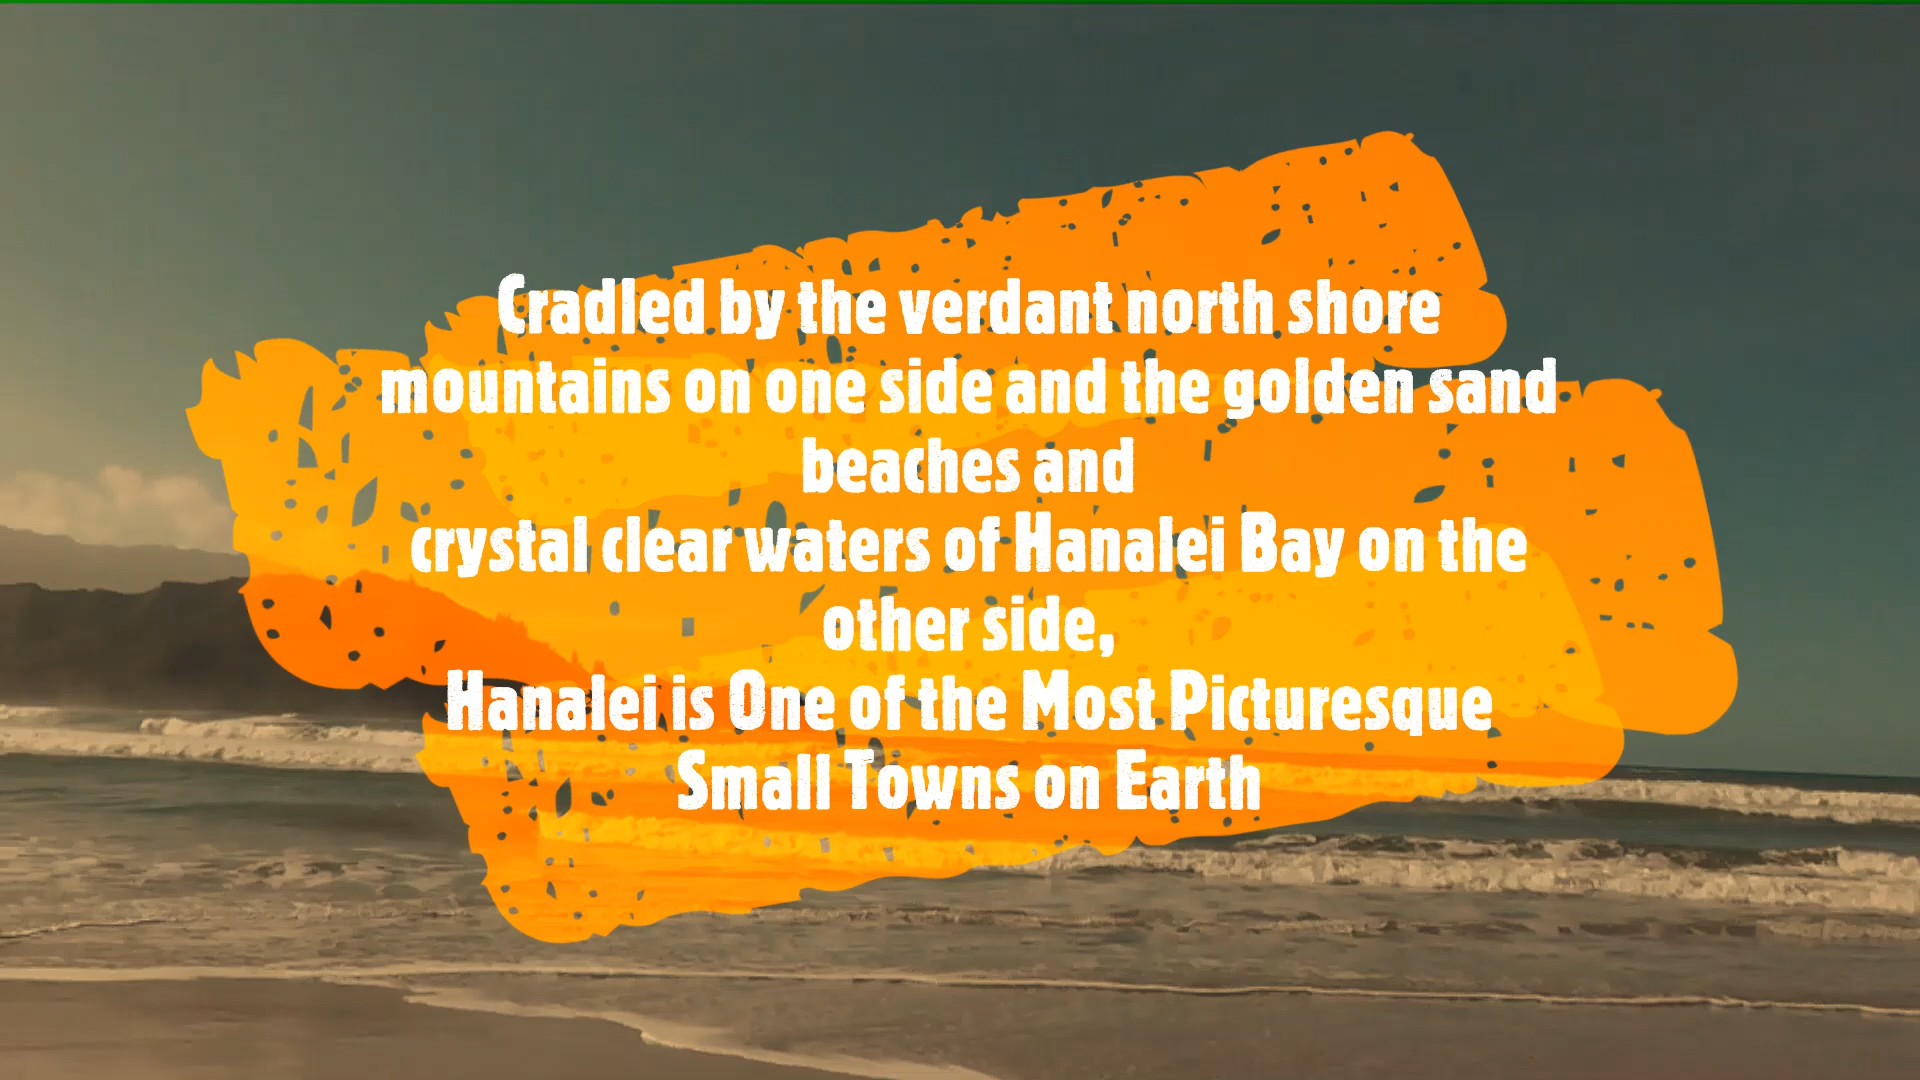 Cradled by the verdant north shore
mountains on one side and the golden sand
beaches and
crystal clear waters of Hanalei Bay on the
other side,
Hanalei is One of the Most Picturesque
Small Towns on Earth